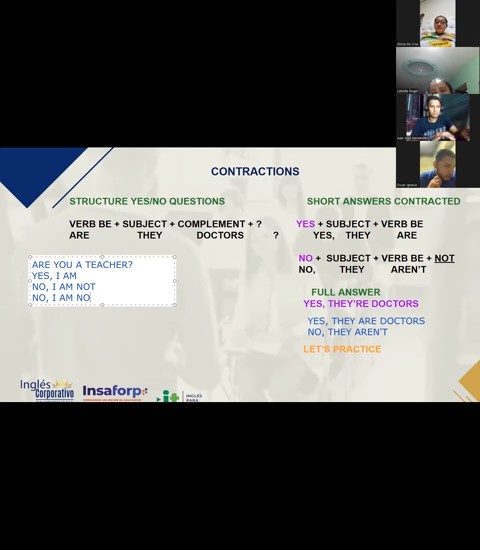 CONTRACTIONS
STRUCTURE YES/NO QUESTIONS
VERB BE + SUBJECT + COMPLEMENT + ?
ARE THEY DOCTORS ?
ARE YOU A TEACHER?
YES, I AM
NO, I AM NOT
NO, I AM NO
SHORT ANSWERS CONTRACTED
YES + SUBJECT + VERB BE
YES, THEY ARE
NO + SUBJECT + VERB BE + NOT
NO, THEY AREN'T
FULL ANSWER
YES, THEY'RE DOCTORS
YES, THEY ARE DOCTORS
NO, THEY AREN'T
LET'S PRACTICE
Inglés
Corporativo
Insaforp
it
INGLÉS
PARA